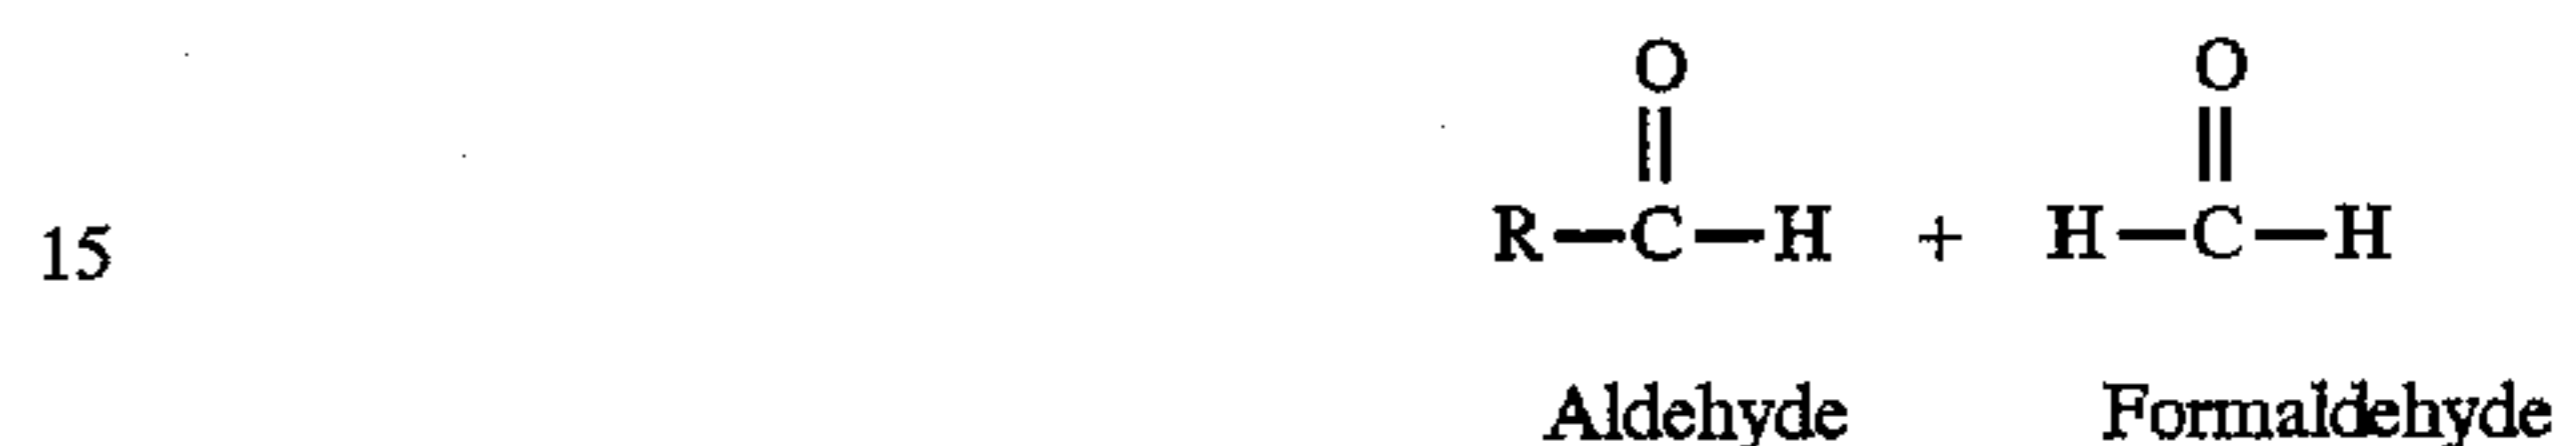 O O
15 R—C—H + H—C—H
Aldehyde Formaldehyde